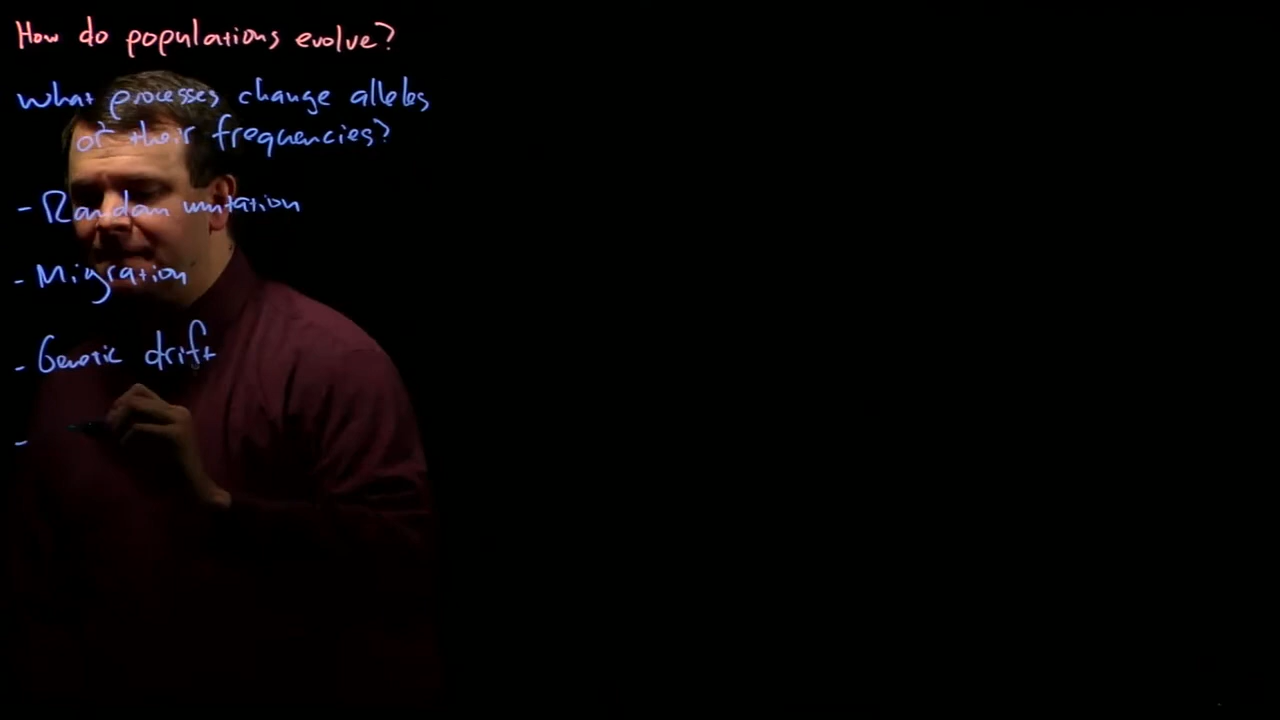 How do populations evolve?
What processes change alleles
or their frequencies?
- Random mutation
- Migration
- Genetic drift
-